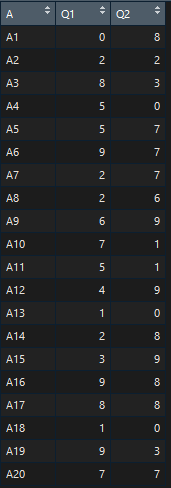 A Q1 Q2
A1 0 8
A2 2 2
A3 8 3
A4 5 0
A5 5 7
A6 9 7
A7 2 7
A8 2 6
A9 6 9
A10 7 1
A11 5 1
A12 4 9
A13 1 0
A14 2 8
A15 3 9
A16 9 8
A17 8 8
A18 1 0
A19 9 3
A20 7 7